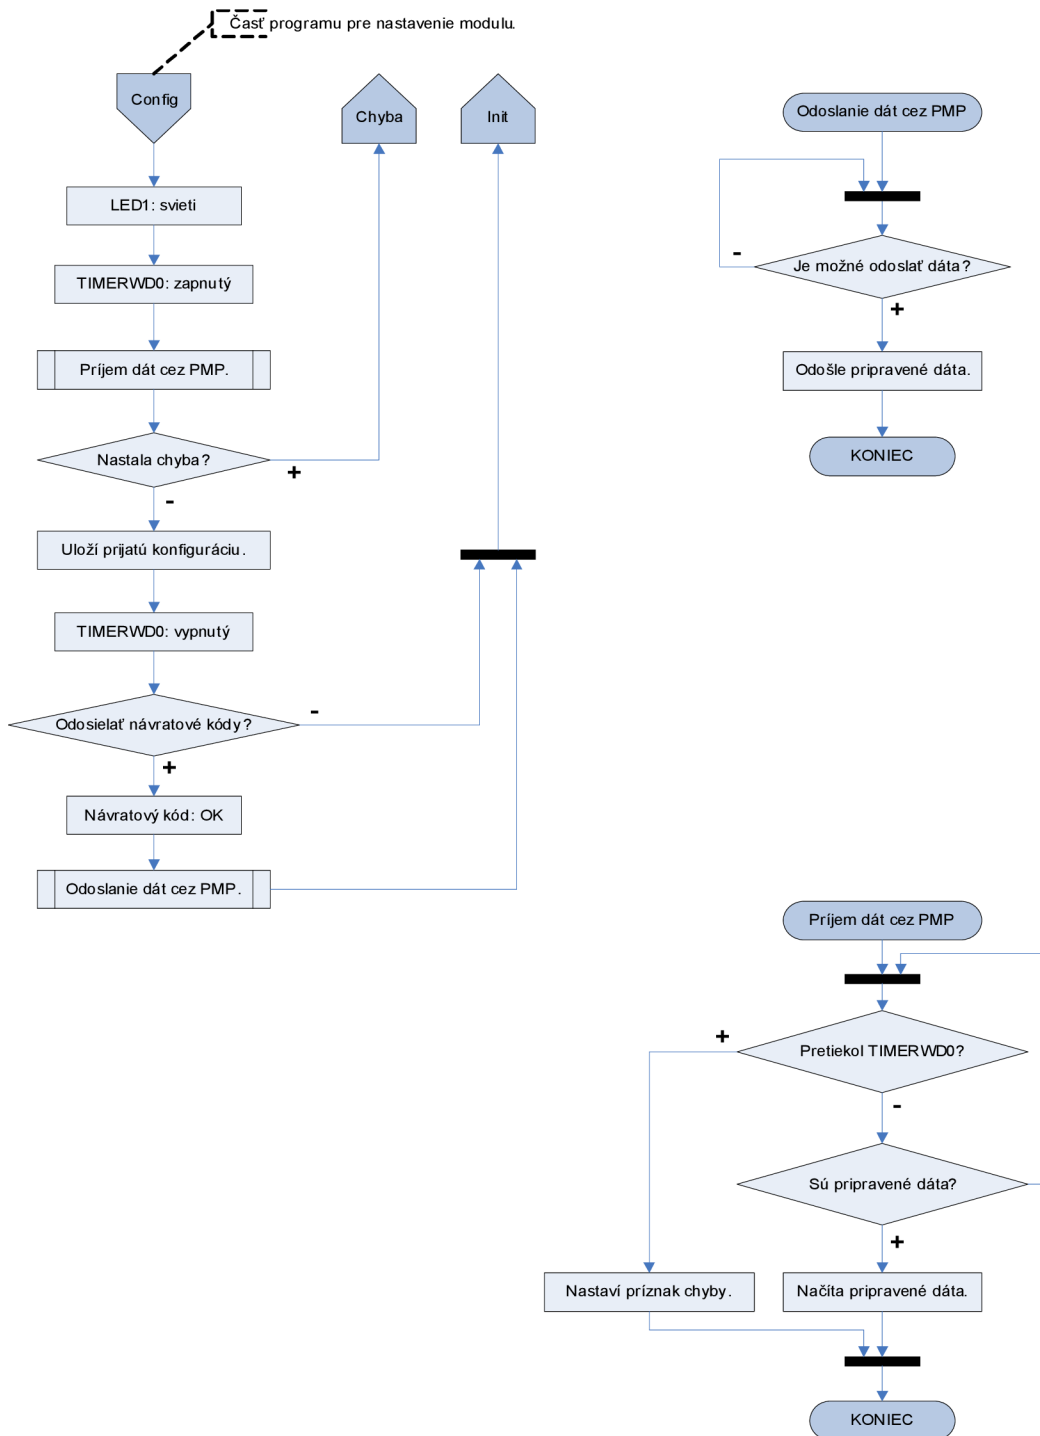 Časť programu pre nastavenie modulu.
Config
Chyba
Init
LED1: svieti
TIMERWD0: zapnutý
Príjem dát cez PMP.
Nastala chyba?
+
-
Uloží prijatú konfiguráciu.
TIMERWD0: vypnutý
Odosielať návratové kódy?
-
+
Návratový kód: OK
Odoslanie dát cez PMP.
Odoslanie dát cez PMP
Je možné odoslať dáta?
-
+
Odošle pripravené dáta.
KONIEC
Príjem dát cez PMP
Pretiekol TIMERWD0?
+
-
Sú pripravené dáta?
+
Nastaví príznak chyby.
Načíta pripravené dáta.
KONIEC